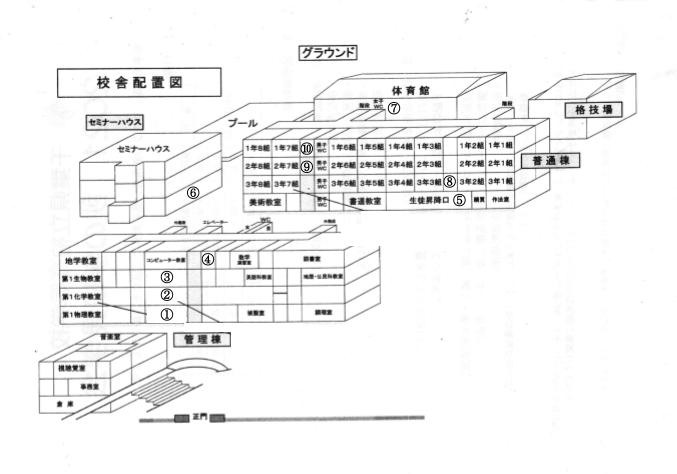 グラウンド
校舎配置図
体育館
階段
女子
WC
⑦
階段
格技場
セミナーハウス
プール
セミナーハウス
⑥
1年8組 1年7組 ⑩ 男子WC 1年6組 1年5組 1年4組 1年3組 1年2組 1年1組
2年8組 2年7組 ⑨ 男子WC 2年6組 2年5組 2年4組 2年3組 2年2組 2年1組
普通棟
3年8組 3年7組 男子WC 3年6組 3年5組 3年4組 3年3組 ⑧ 3年2組 3年1組
美術教室 男子WC 書道教室 生徒昇降口 ⑤ 購買 作法室
エレベーター WC
女 男
地学教室 コンピューター教室 ④ 数学 図書室
第1生物教室 ③ 英語科教室 地歴・公民科教室
第1化学教室 ②
第1物理教室 ① 被服室 調理室
管理棟
音楽室
視聴覚室
事務室
倉庫
正門